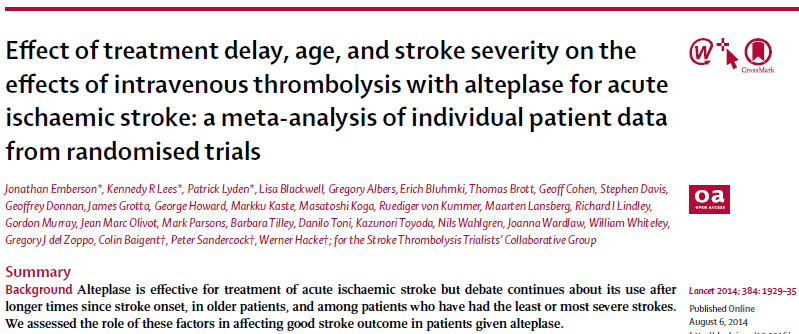 Effect of treatment delay, age, and stroke severity on the
effects of intravenous thrombolysis with alteplase for acute
ischaemic stroke: a meta-analysis of individual patient data
from randomised trials
W
CrossMark
Jonathan Emberson*, Kennedy R Lees*, Patrick Lyden*, Lisa Blackwell, Gregory Albers, Erich Bluhmki, Thomas Brott, Geoff Cohen, Stephen Davis,
Geoffrey Donnan, James Grotta, George Howard, Markku Kaste, Masatoshi Koga, Ruediger von Kummer, Maarten Lansberg, Richard I Lindley,
Gordon Murray, Jean Marc Olivot, Mark Parsons, Barbara Tilley, Danilo Toni, Kazunori Toyoda, Nils Wahlgren, Joanna Wardlaw, William Whiteley,
Gregory J del Zoppo, Colin Baigent†, Peter Sandercock†, Werner Hacke†; for the Stroke Thrombolysis Trialists’ Collaborative Group
oa
OPEN ACCESS
Summary
Background Alteplase is effective for treatment of acute ischaemic stroke but debate continues about its use after
longer times since stroke onset, in older patients, and among patients who have had the least or most severe strokes.
We assessed the role of these factors in affecting good stroke outcome in patients given alteplase.
Lancet 2014; 384: 1929–35
Published Online
August 6, 2014